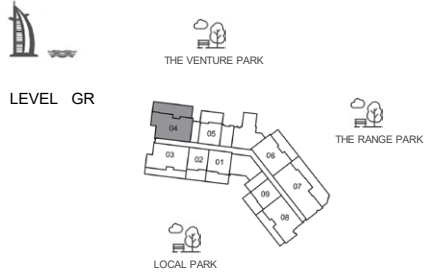 THE VENTURE PARK
LEVEL GR
04
05
THE RANGE PARK
03
02
01
06
07
09
08
LOCAL PARK